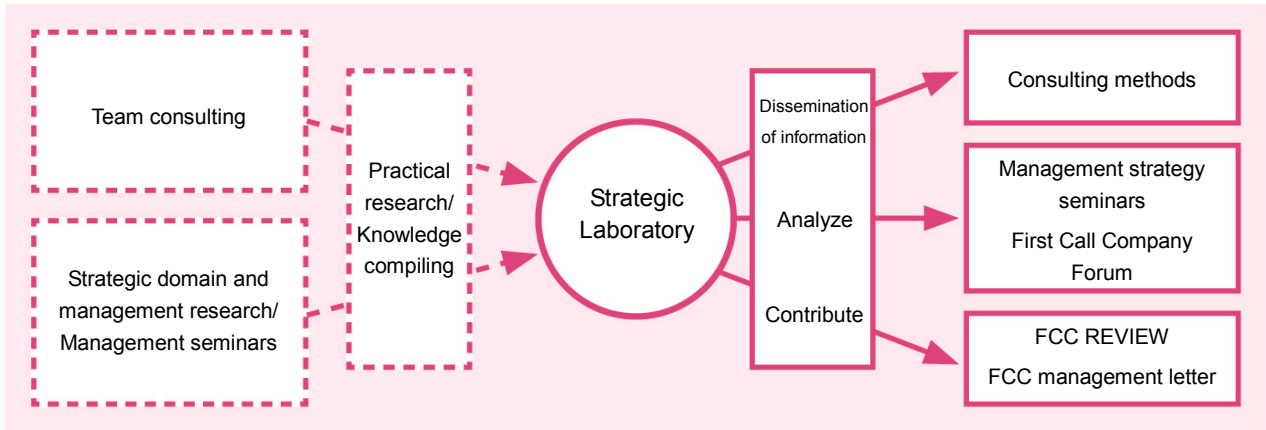 Team consulting
Strategic domain and
management research/
Management seminars
Practical
research/
Knowledge
compiling
Strategic
Laboratory
Dissemination
of information
Analyze
Contribute
Consulting methods
Management strategy
seminars
First Call Company
Forum
FCC REVIEW
FCC management letter